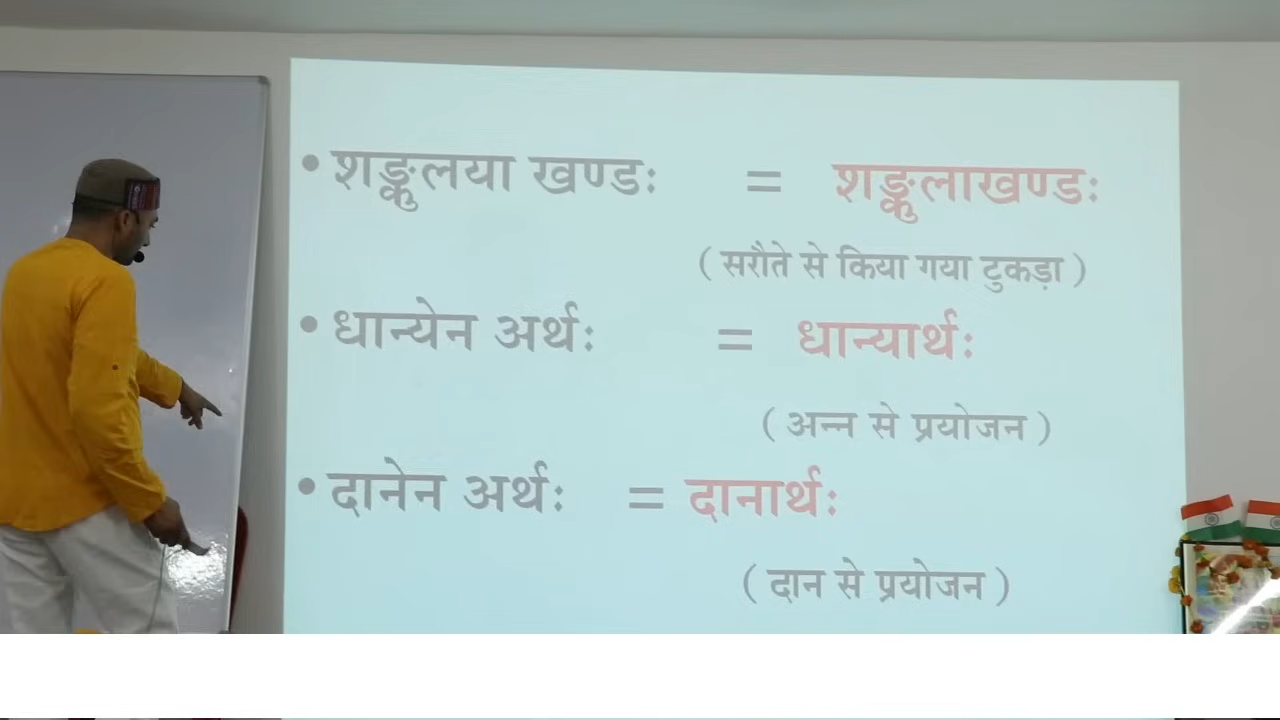 • शङ्कुलया खण्डः = शङ्कुलाखण्डः
( सरौते से किया गया टुकड़ा )
• धान्येन अर्थः = धान्यार्थः
( अन्न से प्रयोजन )
• दानेन अर्थः = दानार्थः
( दान से प्रयोजन )